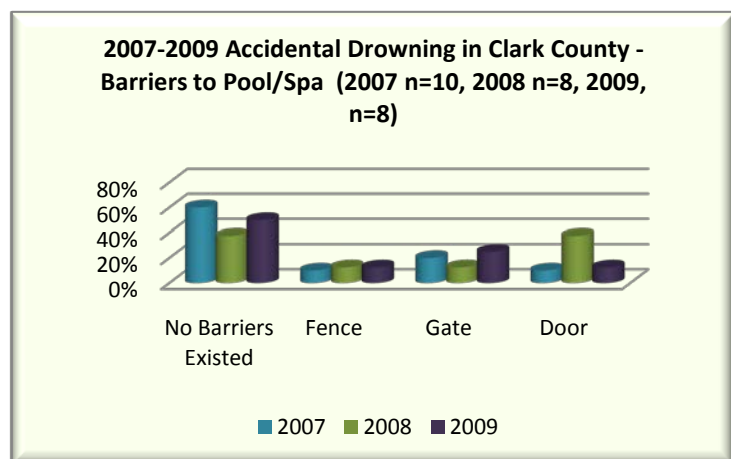 2007-2009 Accidental Drowning in Clark County -
Barriers to Pool/Spa (2007 n=10, 2008 n=8, 2009,
n=8)
80%
60%
40%
20%
0%
No Barriers
Existed
Fence
Gate
Door
2007 2008 2009